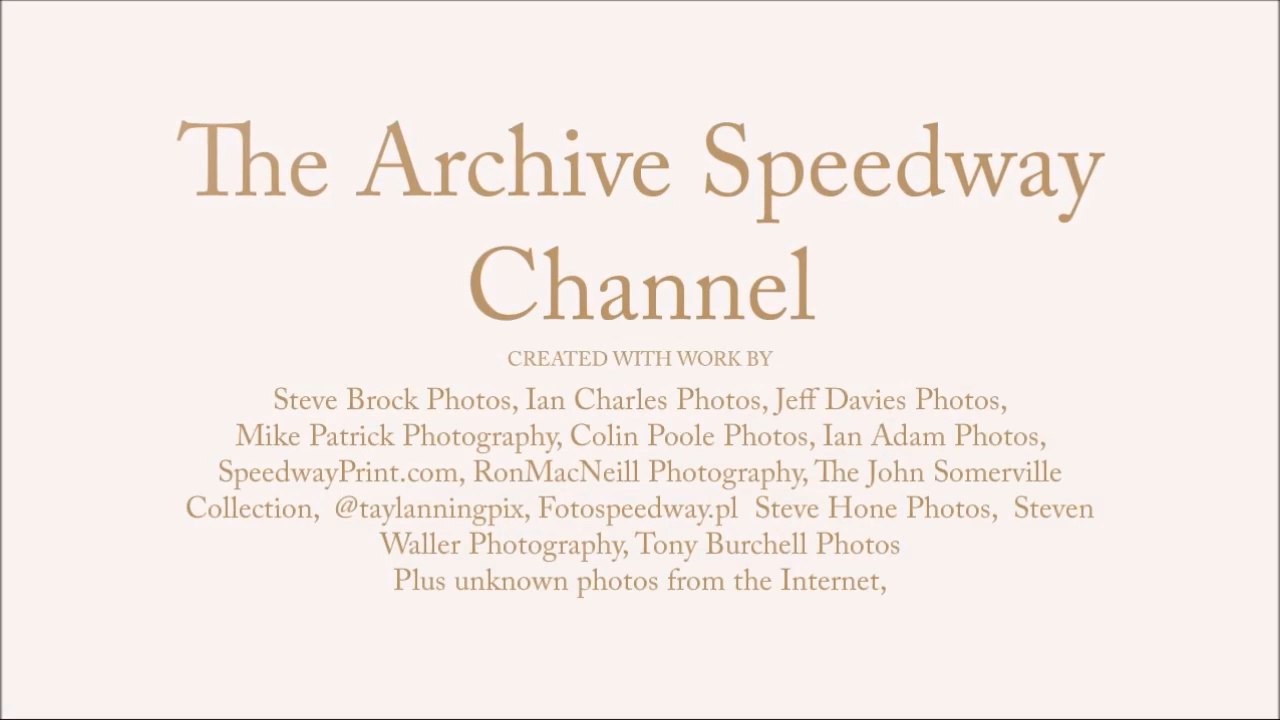 The Archive Speedway
Channel
CREATED WITH WORK BY
Steve Brock Photos, Ian Charles Photos, Jeff Davies Photos,
Mike Patrick Photography, Colin Poole Photos, Ian Adam Photos,
SpeedwayPrint.com, RonMacNeill Photography, The John Somerville
Collection,  @taylanningpix, Fotospeedway.pl  Steve Hone Photos,  Steven
Waller Photography, Tony Burchell Photos
Plus unknown photos from the Internet,